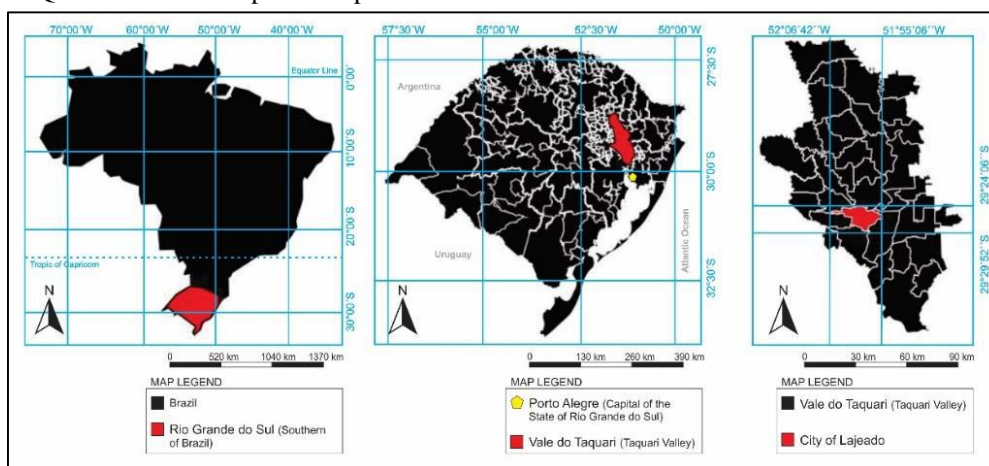 70°00' 60°00'W 50°00' 40°00'
Equator Line
0°00'
10°00'
20°00' S
Tropic of Capricorn
30°00'
N
0 520 km 1040 km 1370 km
MAP LEGEND
Brazil
Rio Grande do Sul (Southern
of Brazil)
57°30' 55°00' 52°30' W 50°00'
27°30'
Argentina
30°00' S
Uruguay
Atlantic Ocean
32°30'
N
0 130 km 260 km 390 km
MAP LEGEND
Porto Alegre (Capital of the
State of Rio Grande do Sul)
Vale do Taquari (Taquari Valley)
52°06'42'' W 51°55'06''
29°24'06''
29°29'52'' S
N
0 30 km 60 km 90 km
MAP LEGEND
Vale do Taquari (Taquari Valley)
City of Lajeado